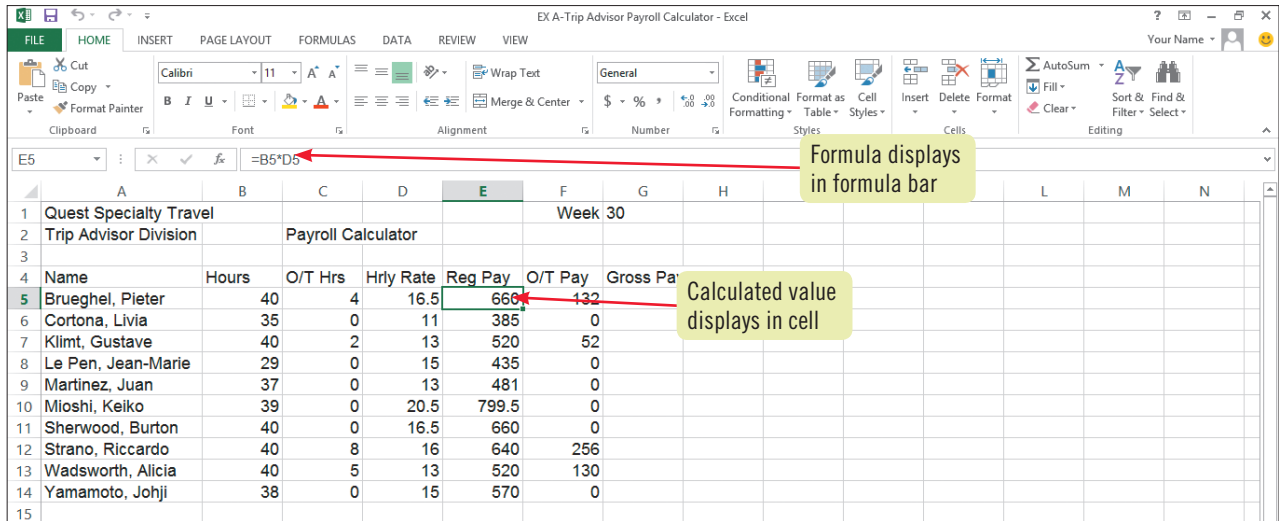 EX A-Trip Advisor Payroll Calculator - Excel
FILE HOME INSERT PAGE LAYOUT FORMULAS DATA REVIEW VIEW Your Name
Paste
Cut
Copy
Format Painter
Clipboard
Calibri 11
B I U
Font
Wrap Text
Merge & Center
Alignment
General
$ % ,
Number
Conditional Formatting
Format as Table
Cell Styles
Styles
Insert Delete Format
Cells
AutoSum
Fill
Clear
Sort & Filter
Find & Select
Editing
E5 fx =B5*D5
Formula displays
in formula bar
A B C D E F G H L M N
1 Quest Specialty Travel Week 30
2 Trip Advisor Division Payroll Calculator
3
4 Name Hours O/T Hrs Hrly Rate Reg Pay O/T Pay Gross Pay
5 Brueghel, Pieter 40 4 16.5 660 132
6 Cortona, Livia 35 0 11 385 0
7 Klimt, Gustave 40 2 13 520 52
8 Le Pen, Jean-Marie 29 0 15 435 0
9 Martinez, Juan 37 0 13 481 0
10 Mioshi, Keiko 39 0 20.5 799.5 0
11 Sherwood, Burton 40 0 16.5 660 0
12 Strano, Riccardo 40 8 16 640 256
13 Wadsworth, Alicia 40 5 13 520 130
14 Yamamoto, Johji 38 0 15 570 0
15
Calculated value
displays in cell